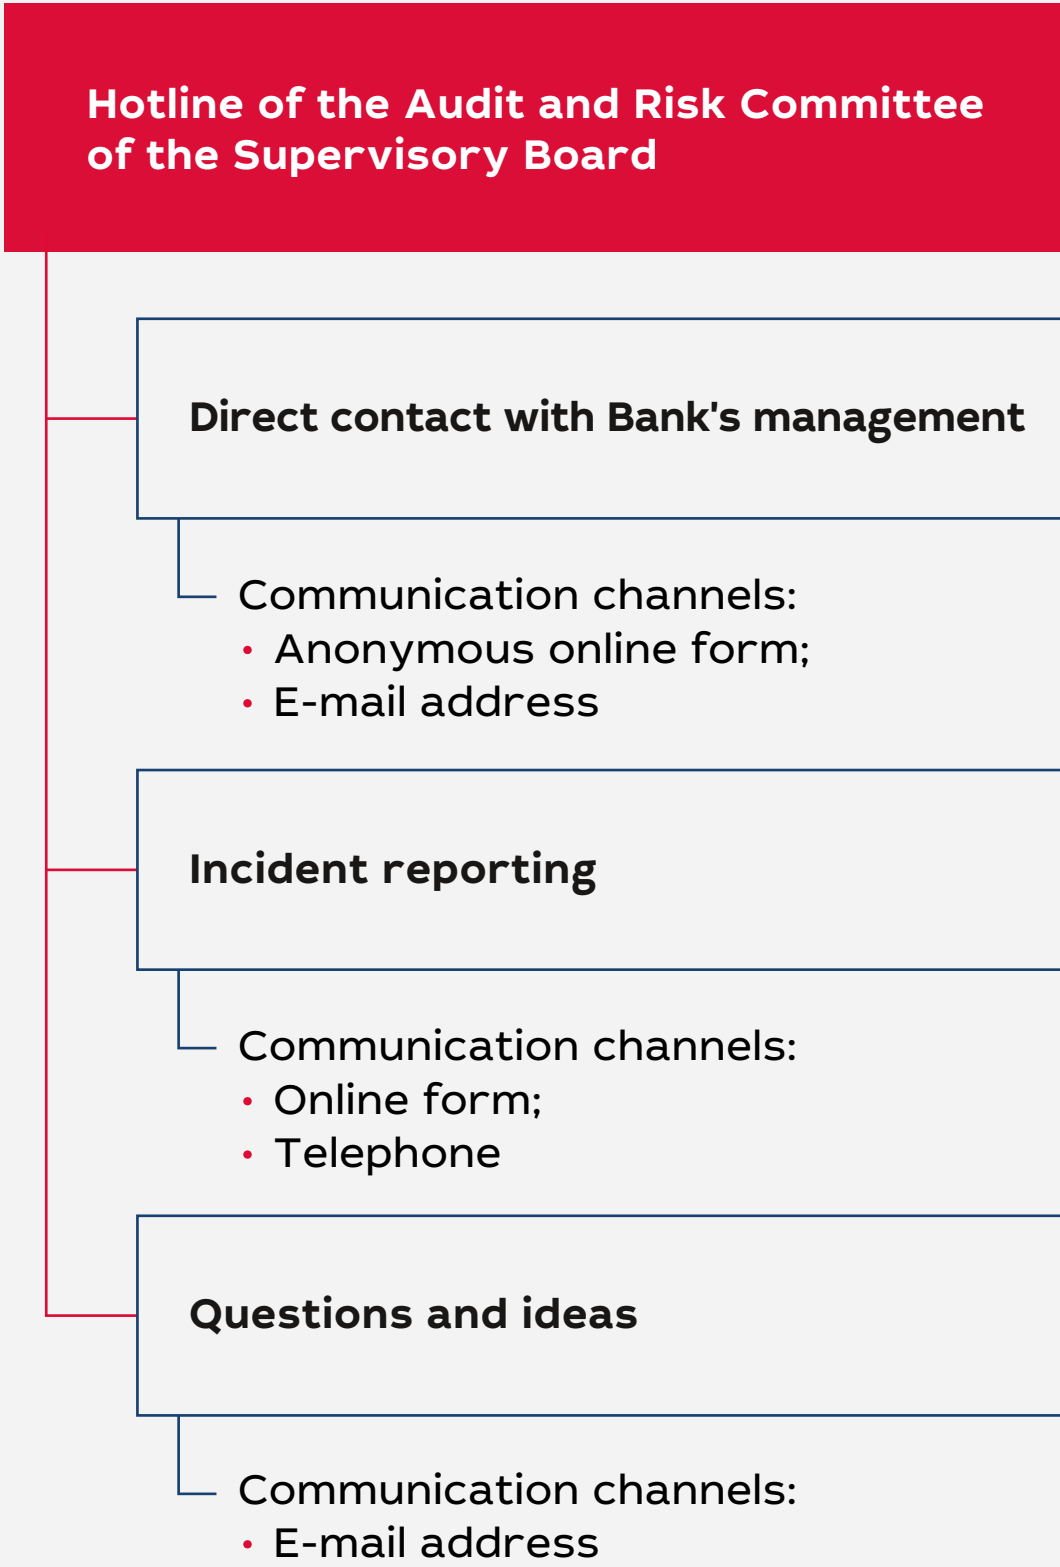 Hotline of the Audit and Risk Committee
of the Supervisory Board
Direct contact with Bank's management
Communication channels:
• Anonymous online form;
• E-mail address
Incident reporting
Communication channels:
• Online form;
• Telephone
Questions and ideas
Communication channels:
• E-mail address